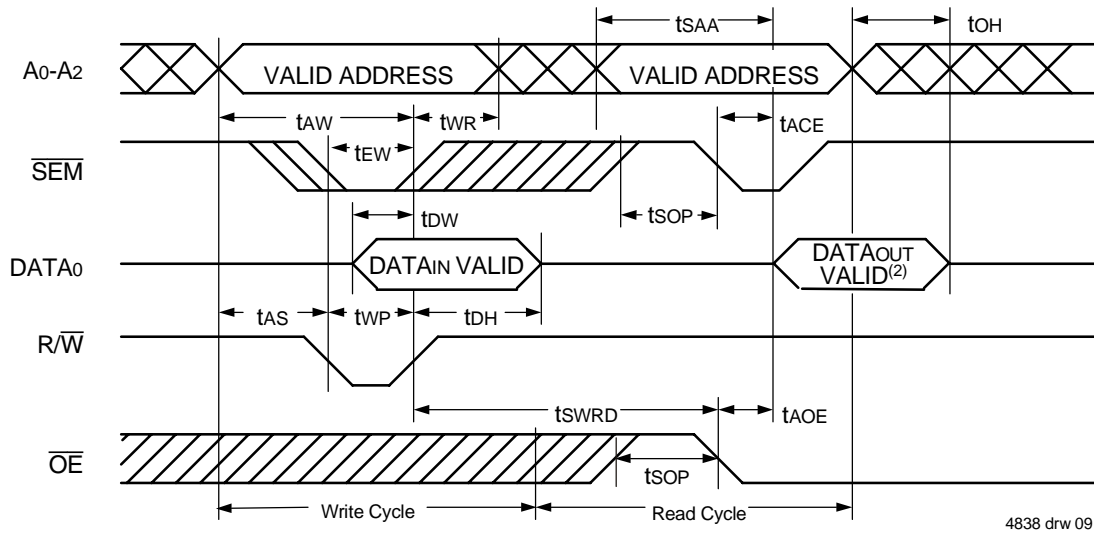 tSAA
tOH
A0-A2
VALID ADDRESS
VALID ADDRESS
tAW
tWR
tACE
tEW
SEM
tSOP
tDW
DATA0
DATAIN VALID
DATAOUT
VALID(2)
tAS
tWP
tDH
R/W
tSWRD
tAOE
OE
tSOP
Write Cycle
Read Cycle
4838 drw 09